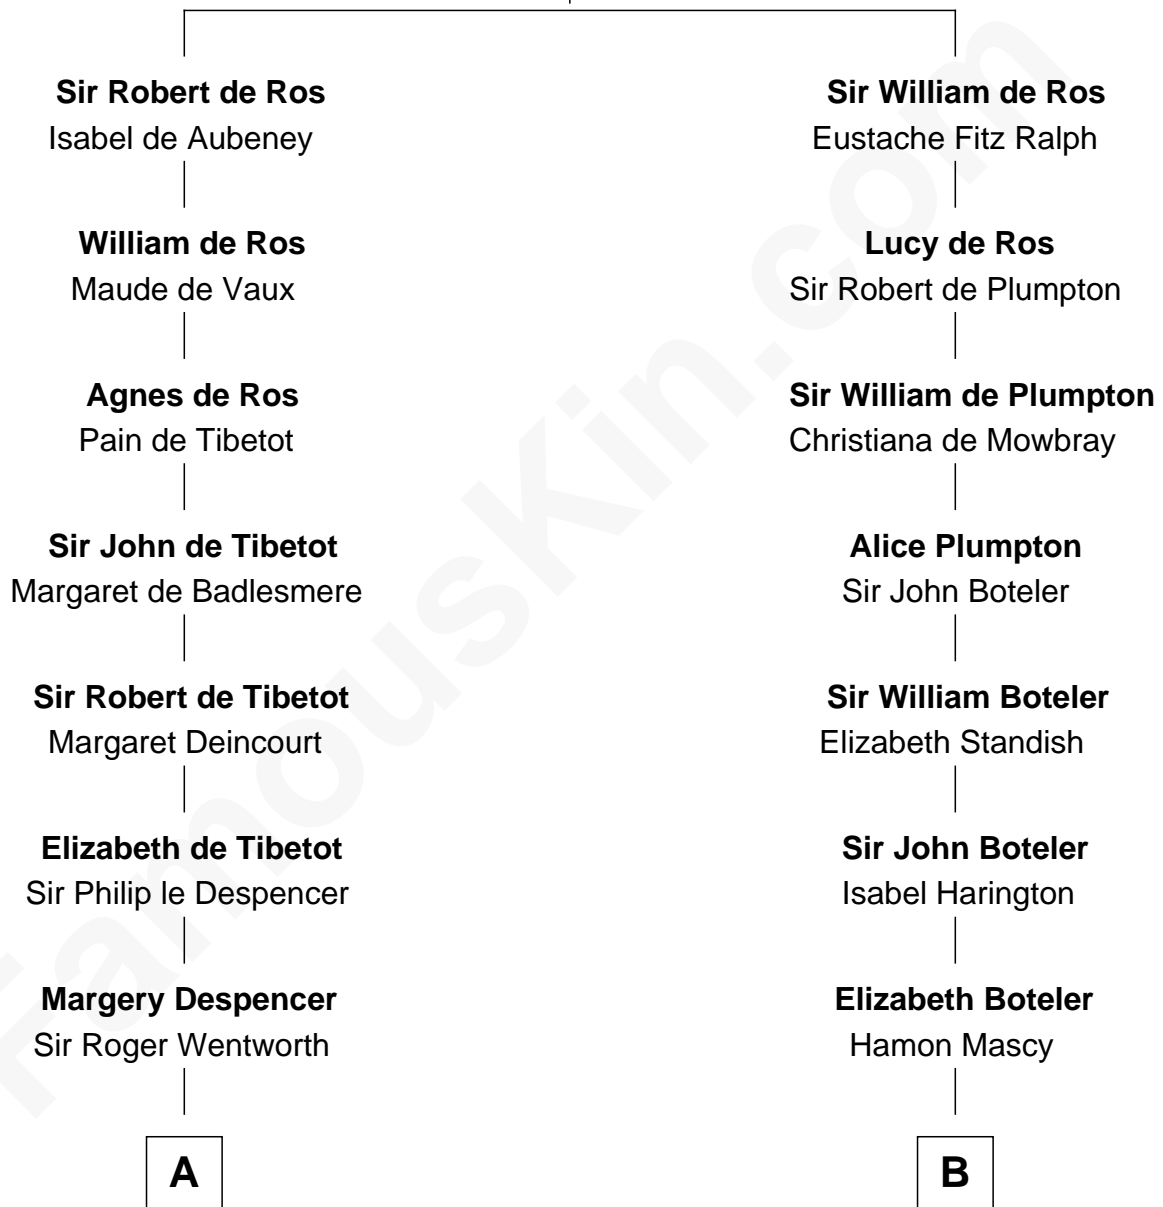 Sir Robert de Ros
Isabel de Aubeney
William de Ros
Maude de Vaux
Agnes de Ros
Pain de Tibetot
Sir John de Tibetot
Margaret de Badlesmere
Sir Robert de Tibetot
Margaret Deincourt
Elizabeth de Tibetot
Sir Philip le Despencer
Margery Despencer
Sir Roger Wentworth
A
Sir William de Ros
Eustache Fitz Ralph
Lucy de Ros
Sir Robert de Plumpton
Sir William de Plumpton
Christiana de Mowbray
Alice Plumpton
Sir John Boteler
Sir William Boteler
Elizabeth Standish
Sir John Boteler
Isabel Harington
Elizabeth Boteler
Hamon Mascy
B
FamousKin.com